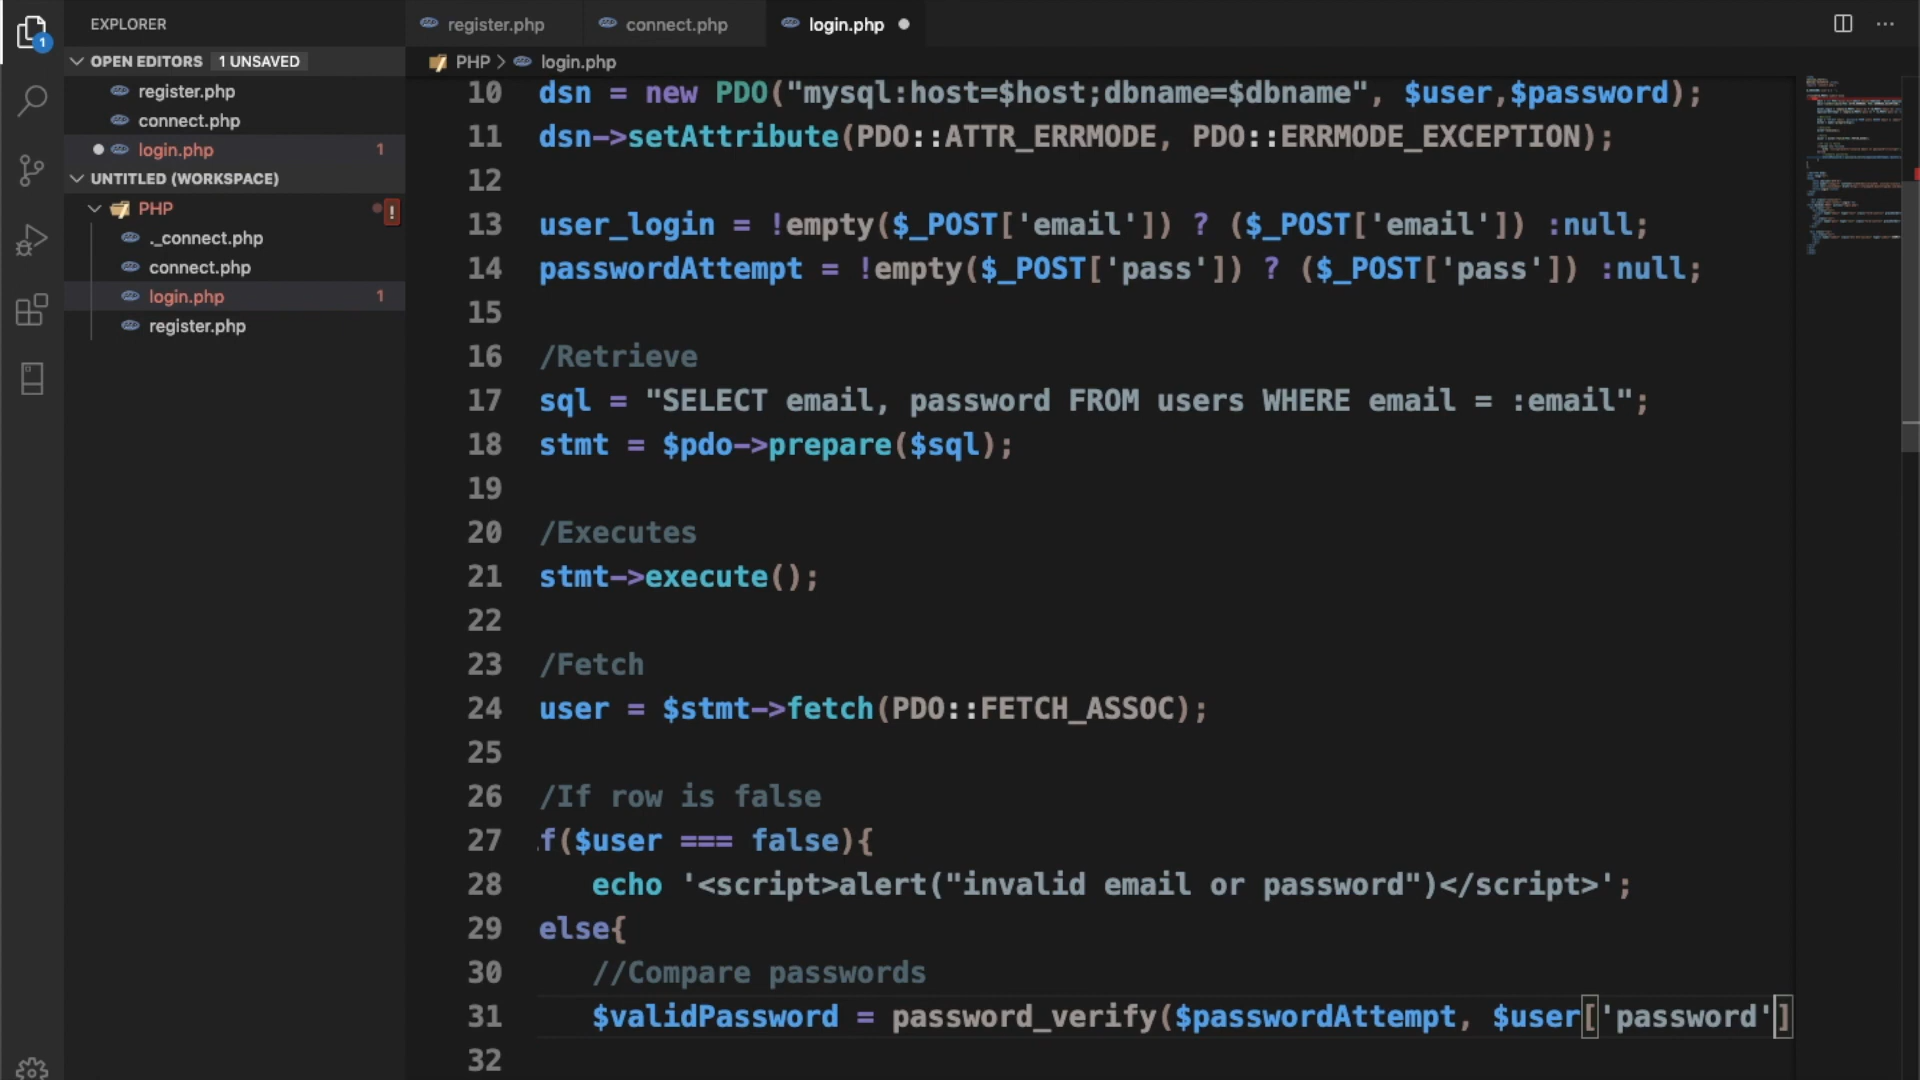 EXPLORER
OPEN EDITORS 1 UNSAVED
register.php
connect.php
login.php 1
UNTITLED (WORKSPACE)
PHP !
._connect.php
connect.php
login.php 1
register.php
1
register.php connect.php login.php
PHP > login.php
10 dsn = new PDO("mysql:host=$host;dbname=$dbname", $user,$password);
11 dsn->setAttribute(PDO::ATTR_ERRMODE, PDO::ERRMODE_EXCEPTION);
12
13 user_login = !empty($_POST['email']) ? ($_POST['email']) :null;
14 passwordAttempt = !empty($_POST['pass']) ? ($_POST['pass']) :null;
15
16 /Retrieve
17 sql = "SELECT email, password FROM users WHERE email = :email";
18 stmt = $pdo->prepare($sql);
19
20 /Executes
21 stmt->execute();
22
23 /Fetch
24 user = $stmt->fetch(PDO::FETCH_ASSOC);
25
26 /If row is false
27 f($user === false){
28 echo '<script>alert("invalid email or password")</script>';
29 else{
30 //Compare passwords
31 $validPassword = password_verify($passwordAttempt, $user['password']
32